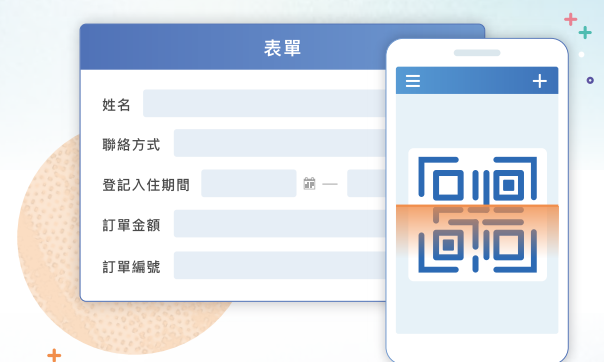 表單
姓名
聯絡方式
登記入住期間
訂單金額
訂單編號